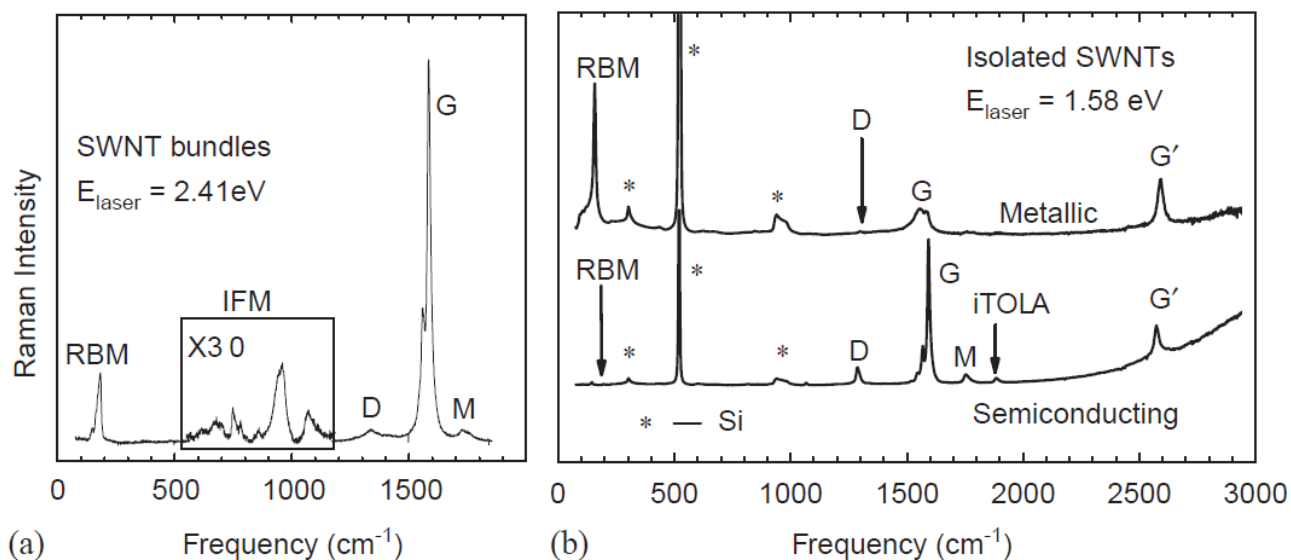 Raman Intensity
SWNT bundles
E_laser = 2.41eV
G
IFM
X3 0
RBM
D
M
0 500 1000 1500
(a)
Frequency (cm⁻¹)
Isolated SWNTs
E_laser = 1.58 eV
RBM
*
*
*
D
G
G′
Metallic
RBM
*
*
*
D
G
M
iTOLA
G′
Semiconducting
* — Si
0 500 1000 1500 2000 2500 3000
(b)
Frequency (cm⁻¹)